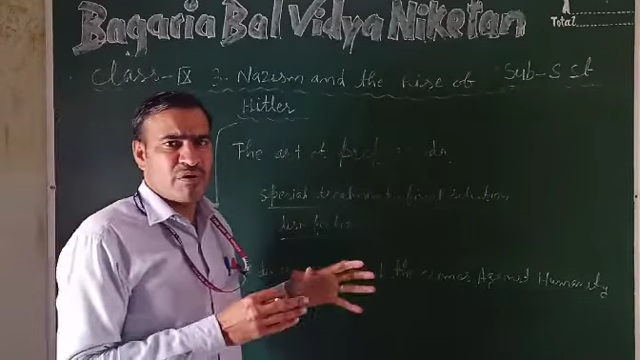 Bagaria Bal Vidya Niketan
Total
Class-IX 3. Nazism and the Rise of Sub-S.St
Hitler
The art of propaganda
special treatment, final solution
the crimes Against Humanity